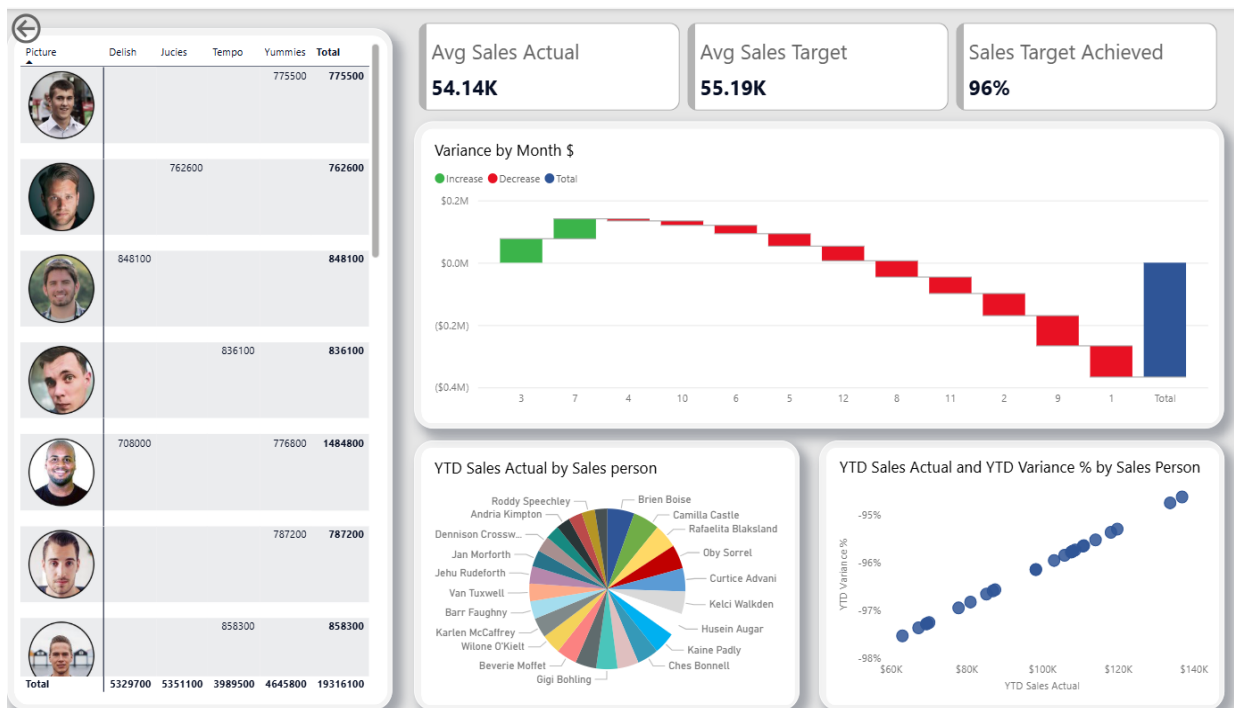 Picture Delish Jucies Tempo Yummies Total
775500 775500
762600 762600
848100 848100
836100 836100
708000 776800 1484800
787200 787200
858300 858300
Total 5329700 5351100 3989500 4645800 19316100
Avg Sales Actual
54.14K
Avg Sales Target
55.19K
Sales Target Achieved
96%
Variance by Month $
Increase Decrease Total
$0.2M
$0.0M
($0.2M)
($0.4M)
3 7 4 10 6 5 12 8 11 2 9 1 Total
YTD Sales Actual by Sales person
Roddy Speechley
Andria Kimpton
Dennison Crossw...
Jan Morforth
Jehu Rudeforth
Van Tuxwell
Barr Faughny
Karlen McCaffrey
Wilone O'Kielt
Beverie Moffet
Gigi Bohling
Brien Boise
Camilla Castle
Rafaelita Blaksland
Oby Sorrel
Curtice Advani
Kelci Walkden
Husein Augar
Kaine Padly
Ches Bonnell
YTD Sales Actual and YTD Variance % by Sales Person
YTD Variance %
-95%
-96%
-97%
-98%
$60K $80K $100K $120K $140K
YTD Sales Actual